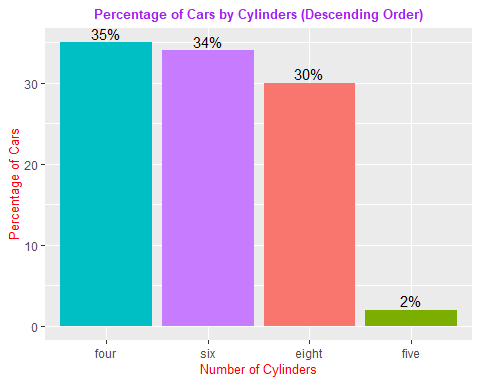 Percentage of Cars by Cylinders (Descending Order)
35%
34%
30%
2%
30
20
10
0
Percentage of Cars
four six eight five
Number of Cylinders